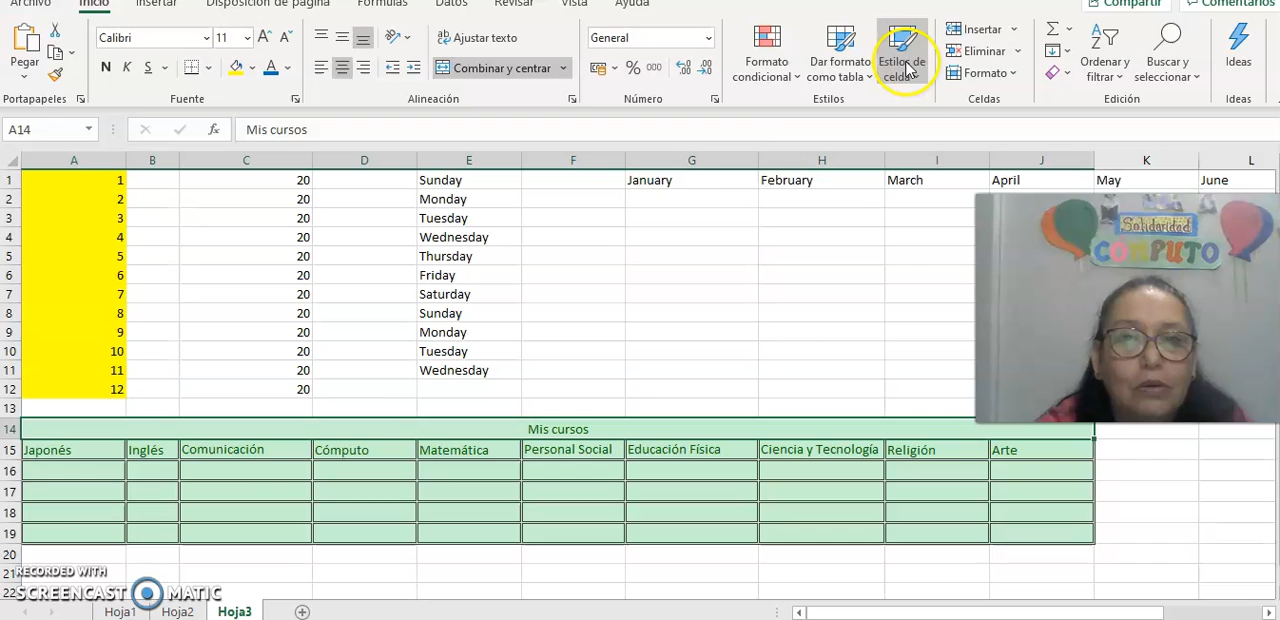 Archivo Inicio Insertar Disposición de página Fórmulas Datos Revisar Vista Ayuda Compartir Comentarios
Pegar
Portapapeles
Calibri 11
N K S
Fuente
Ajustar texto
Combinar y centrar
Alineación
General
% 000
Número
Formato condicional
Dar formato como tabla
Estilos de celda
Estilos
Insertar
Eliminar
Formato
Celdas
Ordenar y filtrar
Buscar y seleccionar
Edición
Ideas
Ideas
A14 fx Mis cursos
A B C D E F G H I J K L
1 1 20 Sunday January February March April May June
2 2 20 Monday
3 3 20 Tuesday
4 4 20 Wednesday
5 5 20 Thursday
6 6 20 Friday
7 7 20 Saturday
8 8 20 Sunday
9 9 20 Monday
10 10 20 Tuesday
11 11 20 Wednesday
12 12 20
13
14 Mis cursos
15 Japonés Inglés Comunicación Cómputo Matemática Personal Social Educación Física Ciencia y Tecnología Religión Arte
16
17
18
19
20
21
22
Solidaridad
CÓMPUTO
RECORDED WITH
SCREENCAST MATIC
Hoja1 Hoja2 Hoja3